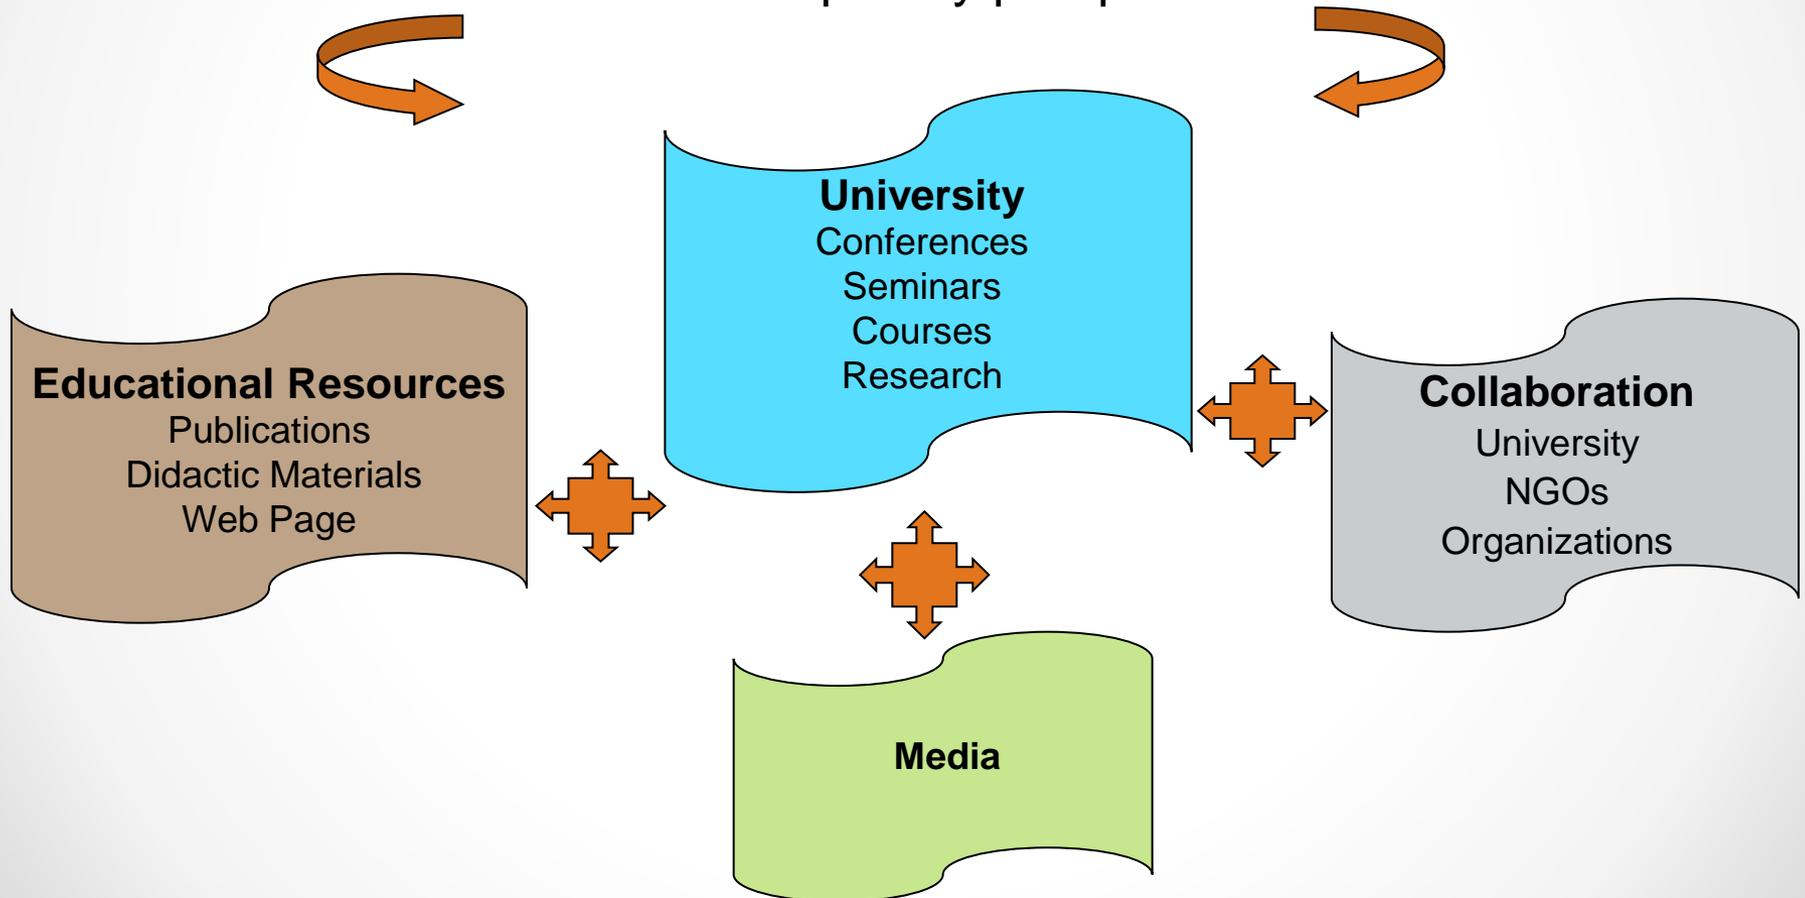 University
Conferences
Seminars
Courses
Research
Educational Resources
Publications
Didactic Materials
Web Page
Collaboration
University
NGOs
Organizations
Media